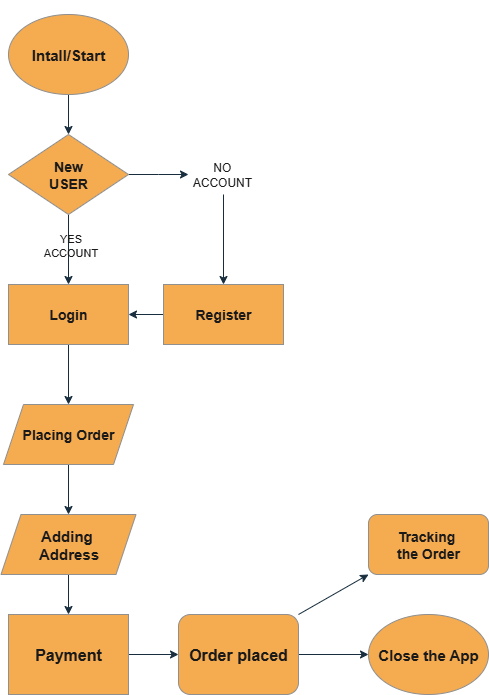 Intall/Start
New
USER
NO
ACCOUNT
YES
ACCOUNT
Login
Register
Placing Order
Adding
Address
Tracking
the Order
Payment
Order placed
Close the App